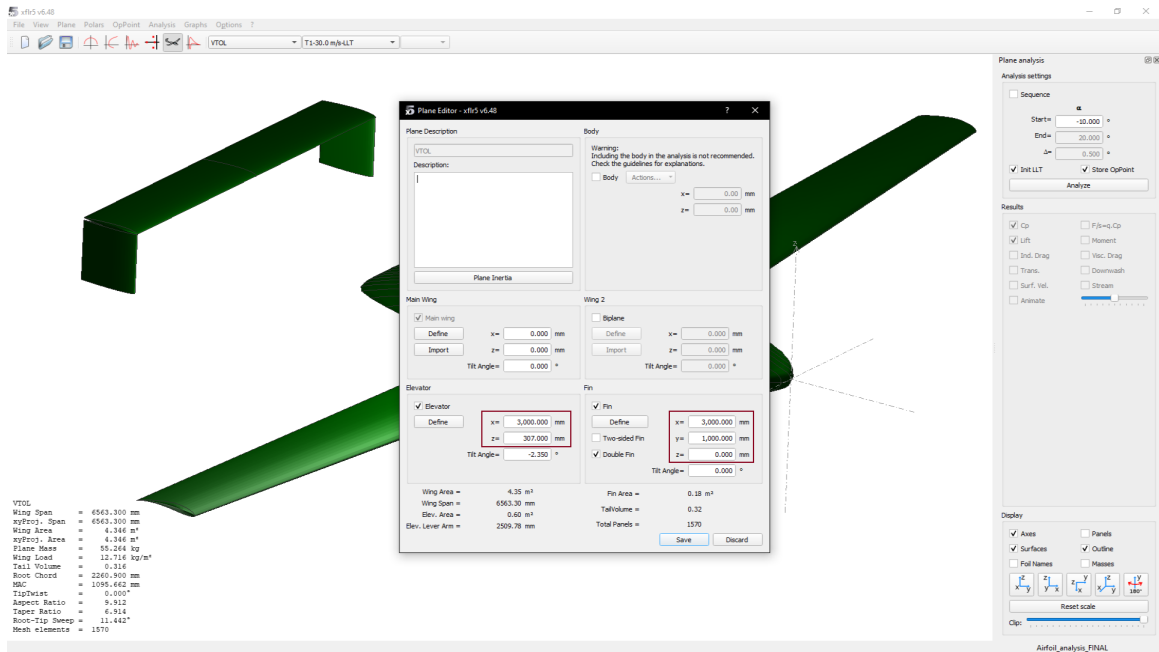 xflr5 v6.48
File View Plane Polars OpPoint Analysis Graphs Options ?
VTOL T1-30.0 m/s-LLT
Plane analysis
Analysis settings
Sequence
α
Start= -10.000 °
End= 20.000 °
Δ= 0.500 °
Init LLT Store OpPoint
Analyze
Results
Cp F/s=q.Cp
Lift Moment
Ind. Drag Visc. Drag
Trans. Downwash
Surf. Vel. Stream
Animate
Display
Axes Panels
Surfaces Outline
Foil Names Masses
z x y
z y x
z y x
z x y
y 180°
Reset scale
Clip:
Airfoil_analysis_FINAL
Plane Editor - xflr5 v6.48 ?
Plane Description
VTOL
Description:
Plane Inertia
Body
Warning:
Including the body in the analysis is not recommended.
Check the guidelines for explanations.
Body Actions...
x= 0.00 mm
z= 0.00 mm
Main Wing
Main wing
Define x= 0.000 mm
Import z= 0.000 mm
Tilt Angle= 0.000 °
Wing 2
Biplane
Define x= 0.000 mm
Import z= 0.000 mm
Tilt Angle= 0.000 °
Elevator
Elevator
Define x= 3,000.000 mm
z= 307.000 mm
Tilt Angle= -2.350 °
Fin
Fin
Define x= 3,000.000 mm
Two-sided Fin y= 1,000.000 mm
Double Fin z= 0.000 mm
Tilt Angle= 0.000 °
Wing Area = 4.35 m²
Wing Span = 6563.30 mm
Elev. Area = 0.60 m²
Elev. Lever Arm = 2509.78 mm
Fin Area = 0.18 m²
TailVolume = 0.32
Total Panels = 1570
Save Discard
VTOL
Wing Span = 6563.300 mm
xyProj. Span = 6563.300 mm
Wing Area = 4.346 m²
xyProj. Area = 4.346 m²
Plane Mass = 55.264 kg
Wing Load = 12.716 kg/m²
Tail Volume = 0.316
Root Chord = 2260.900 mm
MAC = 1095.662 mm
TipTwist = 0.000°
Aspect Ratio = 9.912
Taper Ratio = 6.914
Root-Tip Sweep = 11.442°
Mesh elements = 1570